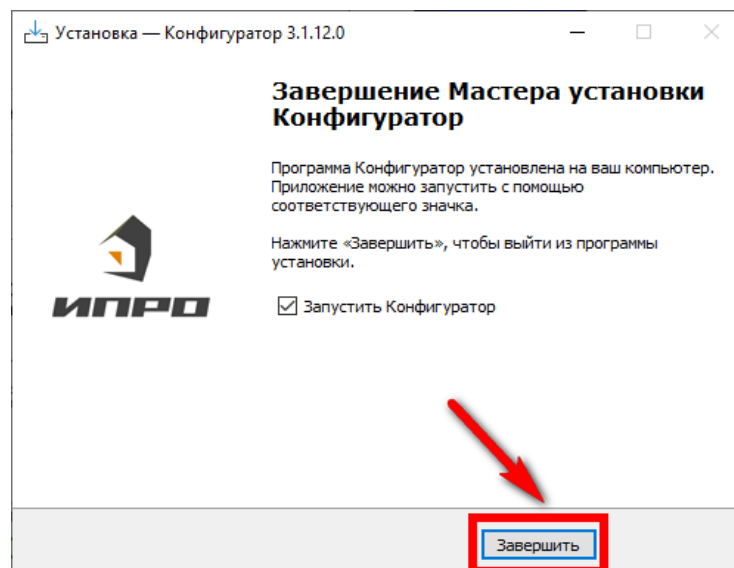 Установка — Конфигуратор 3.1.12.0
Завершение Мастера установки
Конфигуратор
Программа Конфигуратор установлена на ваш компьютер.
Приложение можно запустить с помощью
соответствующего значка.
Нажмите «Завершить», чтобы выйти из программы
установки.
ИПРО
Запустить Конфигуратор
Завершить